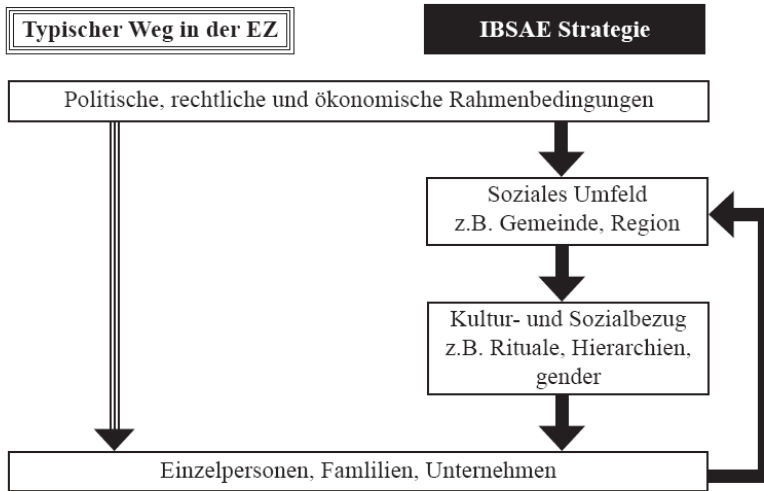 Typischer Weg in der EZ
IBSAE Strategie
Politische, rechtliche und ökonomische Rahmenbedingungen
Soziales Umfeld
z.B. Gemeinde, Region
Kultur- und Sozialbezug
z.B. Rituale, Hierarchien,
gender
Einzelpersonen, Famlilien, Unternehmen